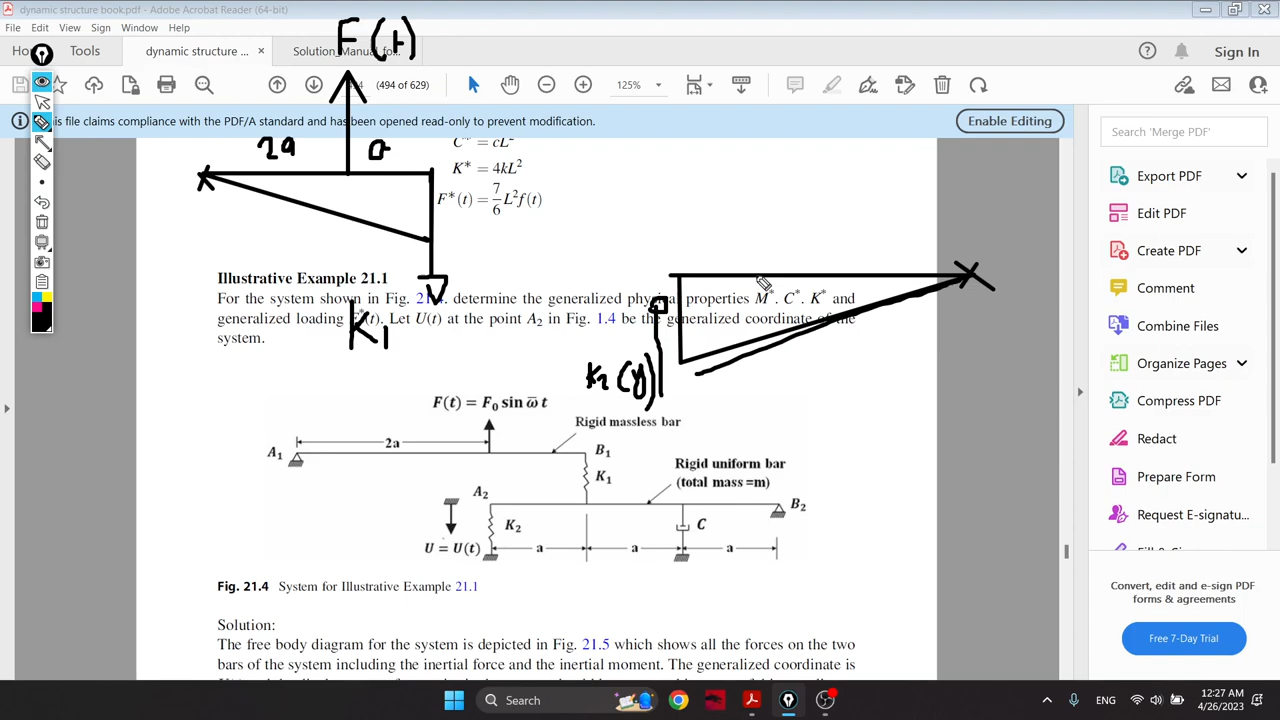 dynamic structure book.pdf - Adobe Acrobat Reader (64-bit)
File Edit View Sign Window Help
Tools dynamic structure ... × Solution_Manual_fo...
F(t)
Sign In
(494 of 629) 125%
file claims compliance with the PDF/A standard and has been opened read-only to prevent modification.
Enable Editing
Search 'Merge PDF'
2a a
C* = cL²
K* = 4kL²
F*(t) = 7/6 L²f(t)
Export PDF
Edit PDF
Create PDF
Comment
Combine Files
Organize Pages
Compress PDF
Redact
Prepare Form
Request E-signatu...
Illustrative Example 21.1
For the system shown in Fig. determine the generalized physical properties M*. C*. K* and
generalized loading F*(t). Let U(t) at the point A₂ in Fig. 1.4 be the generalized coordinate of the
system.
K₁
K₂(y)
F(t) = F₀ sin ω̄ t
Rigid massless bar
2a
A₁
B₁
K₁
Rigid uniform bar
(total mass =m)
A₂
B₂
K₂
C
U = U(t)
a a a
Fig. 21.4 System for Illustrative Example 21.1
Solution:
The free body diagram for the system is depicted in Fig. 21.5 which shows all the forces on the two
bars of the system including the inertial force and the inertial moment. The generalized coordinate is
Convert, edit and e-sign PDF
forms & agreements
Free 7-Day Trial
Search
ENG
12:27 AM
4/26/2023